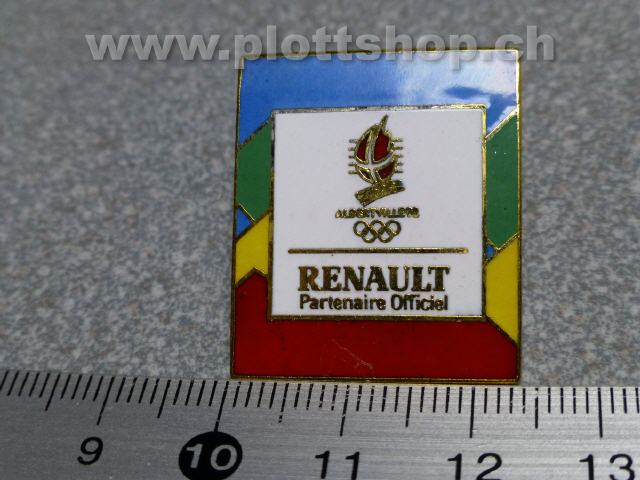 www.plottshop.ch
ALBERTVILLE 92
RENAULT
Partenaire Officiel
9 10 11 12 13